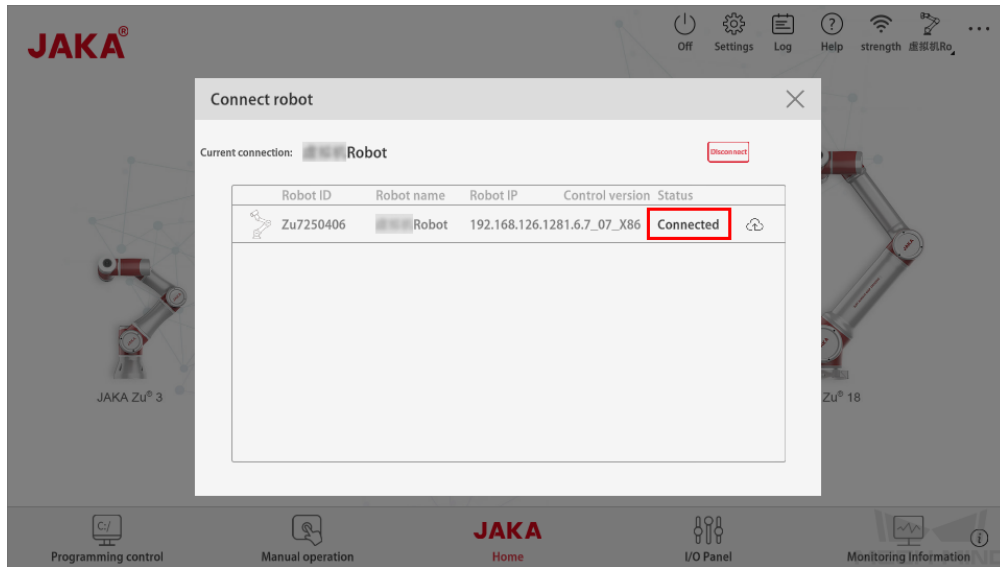 JAKA®
Off Settings Log Help strength 虚拟机Ro
Connect robot
Current connection: Robot
Disconnect
Robot ID Robot name Robot IP Control version Status
Zu7250406 Robot 192.168.126.1281.6.7_07_X86 Connected
JAKA Zu® 3
Zu® 18
C:/
Programming control
Manual operation
JAKA
Home
I/O Panel
Monitoring Information